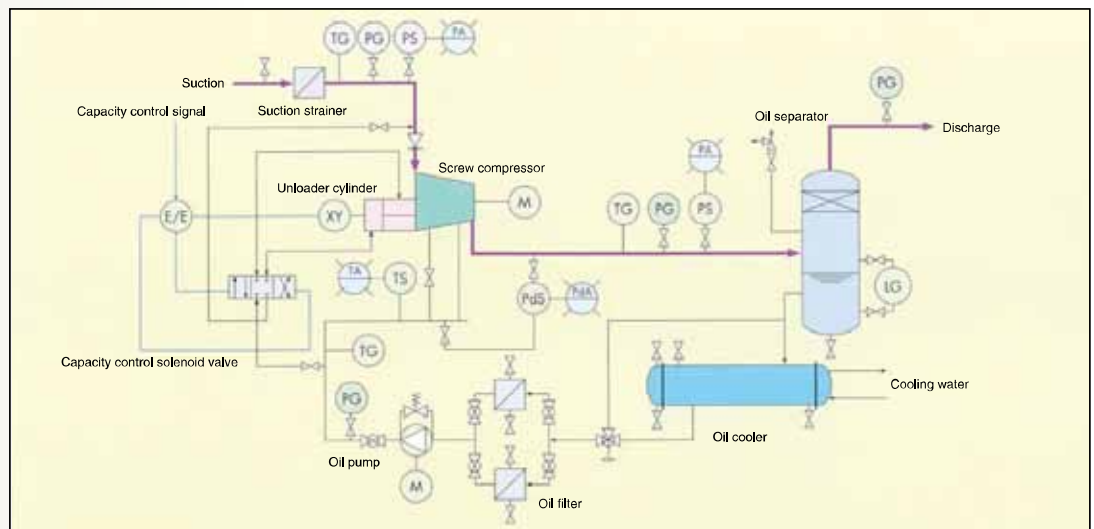 TG
PG
PS
PA
Suction
Suction strainer
Capacity control signal
PG
Oil separator
Discharge
PA
Screw compressor
Unloader cylinder
E/E
XY
M
TG
PG
PS
TA
TS
PdS
PdA
LG
Capacity control solenoid valve
TG
Cooling water
PG
Oil cooler
Oil pump
M
Oil filter